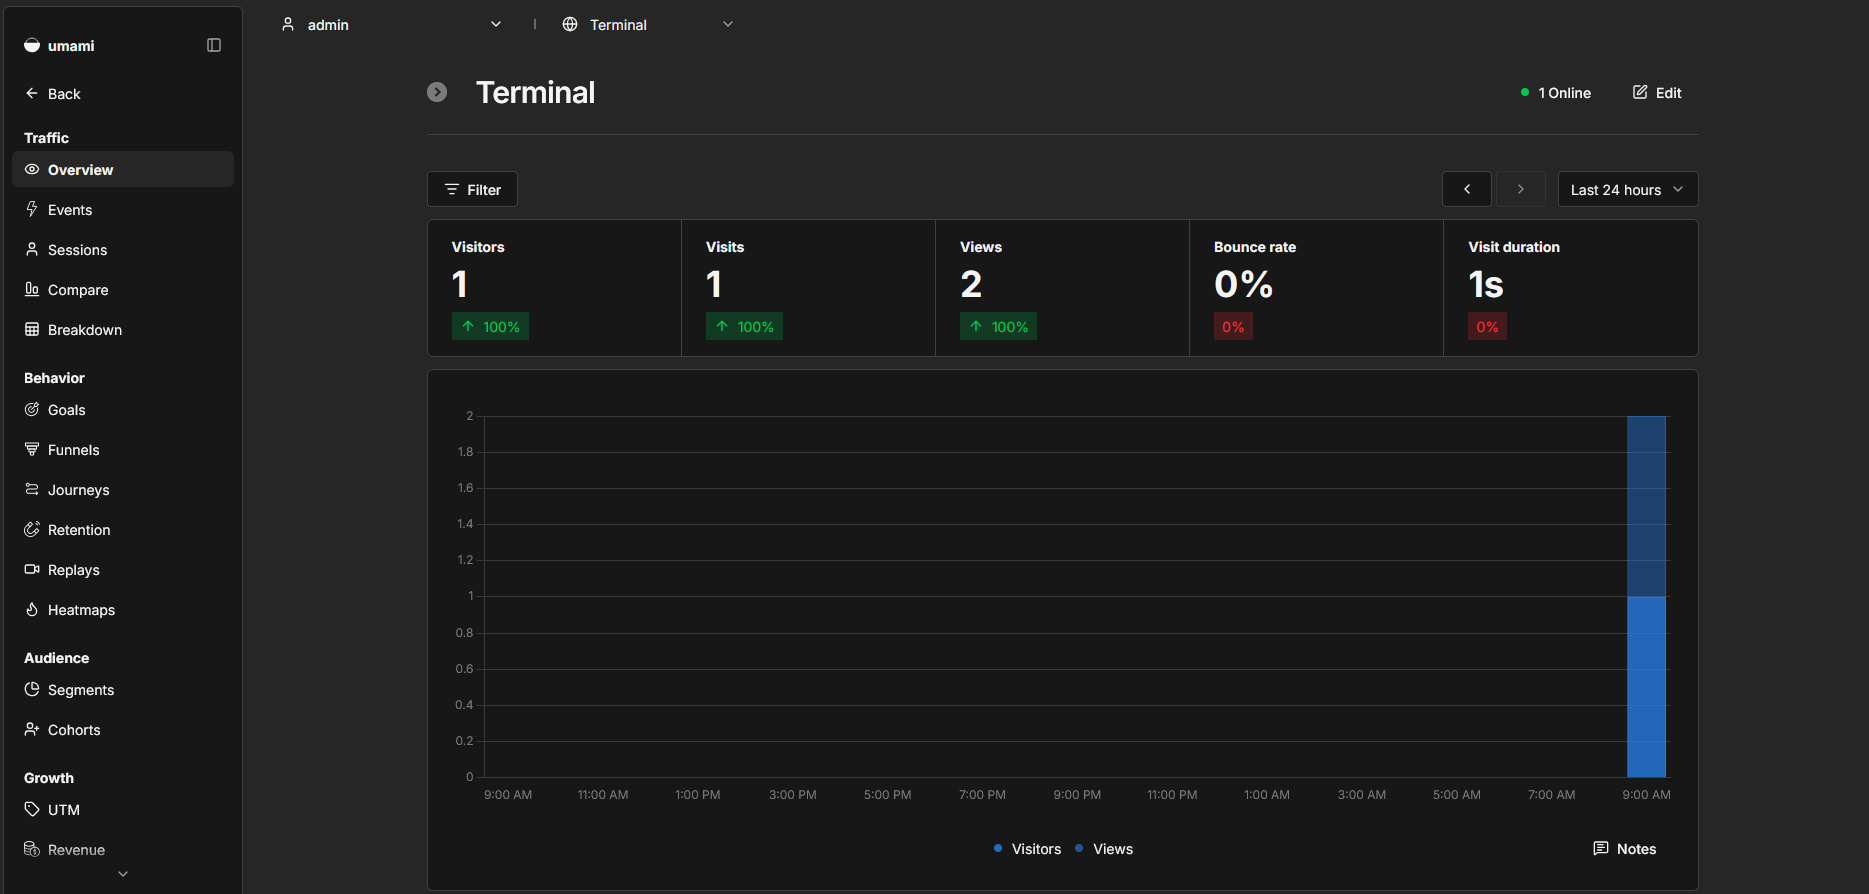 umami
Back
Traffic
Overview
Events
Sessions
Compare
Breakdown
Behavior
Goals
Funnels
Journeys
Retention
Replays
Heatmaps
Audience
Segments
Cohorts
Growth
UTM
Revenue
admin
Terminal
Terminal
1 Online
Edit
Filter
Last 24 hours
Visitors
1
100%
Visits
1
100%
Views
2
100%
Bounce rate
0%
0%
Visit duration
1s
0%
2
1.8
1.6
1.4
1.2
1
0.8
0.6
0.4
0.2
0
9:00 AM 11:00 AM 1:00 PM 3:00 PM 5:00 PM 7:00 PM 9:00 PM 11:00 PM 1:00 AM 3:00 AM 5:00 AM 7:00 AM 9:00 AM
Visitors Views
Notes